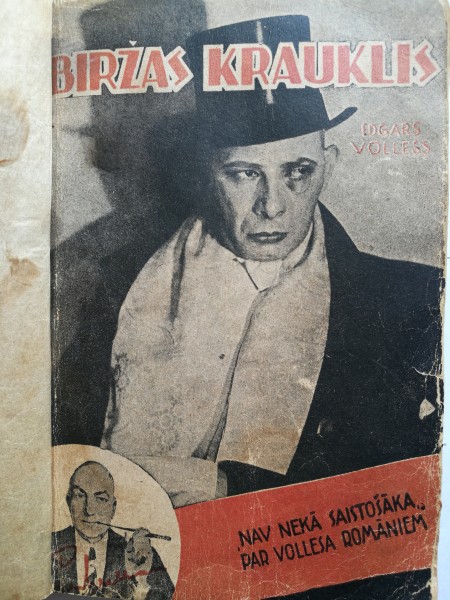 BIRŽAS KRAUKLIS
EDGARS
VOLLESS
„NAV NEKĀ SAISTOŠĀKA
PAR VOLLESA ROMĀNIEM"